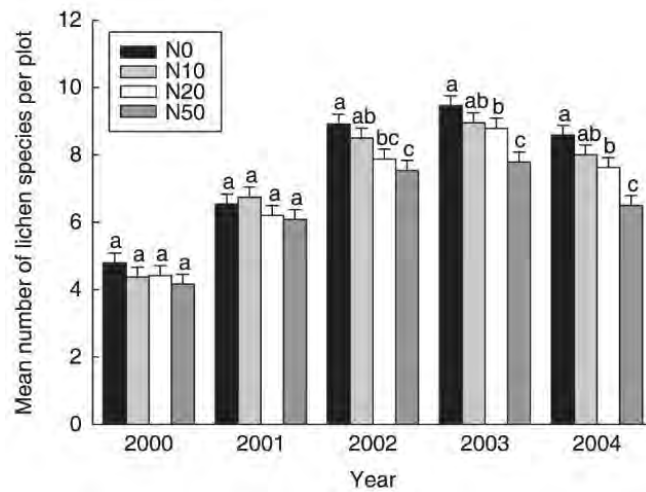 Mean number of lichen species per plot
12
10
8
6
4
2
0
N0
N10
N20
N50
a a a a
a a a a
a ab bc c
a ab b c
a ab b c
2000 2001 2002 2003 2004
Year